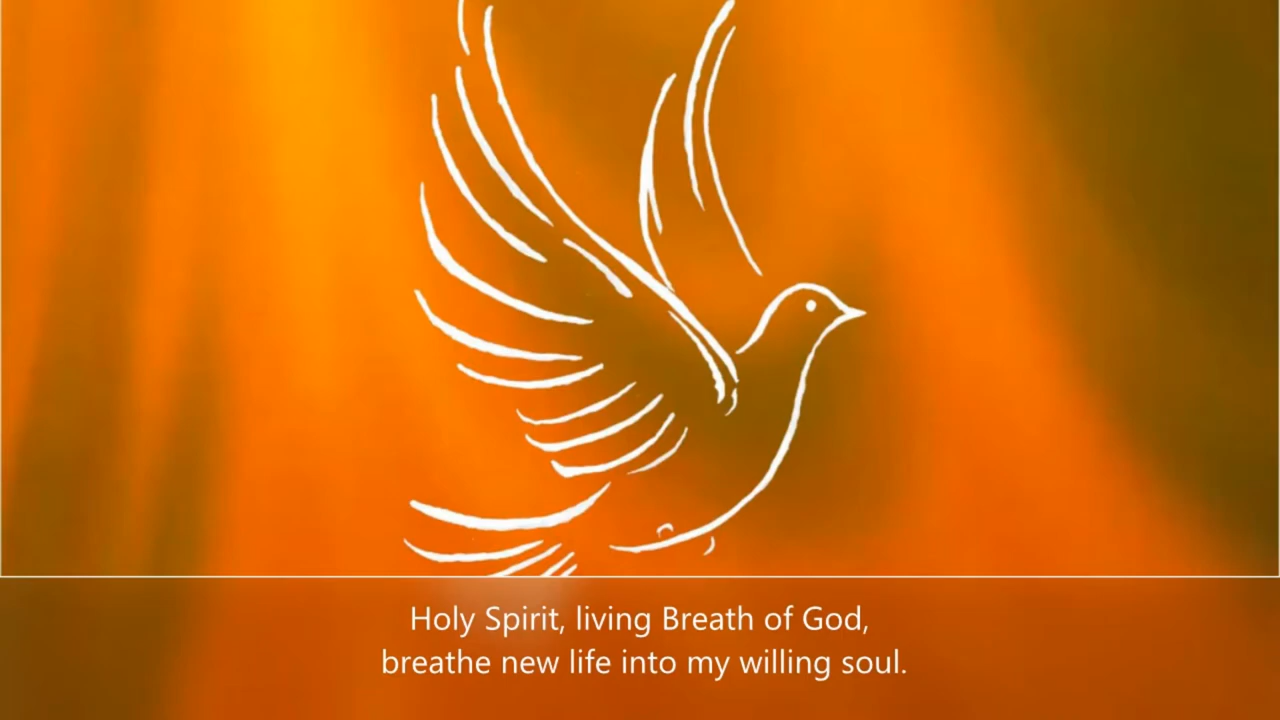 Holy Spirit, living Breath of God,
breathe new life into my willing soul.